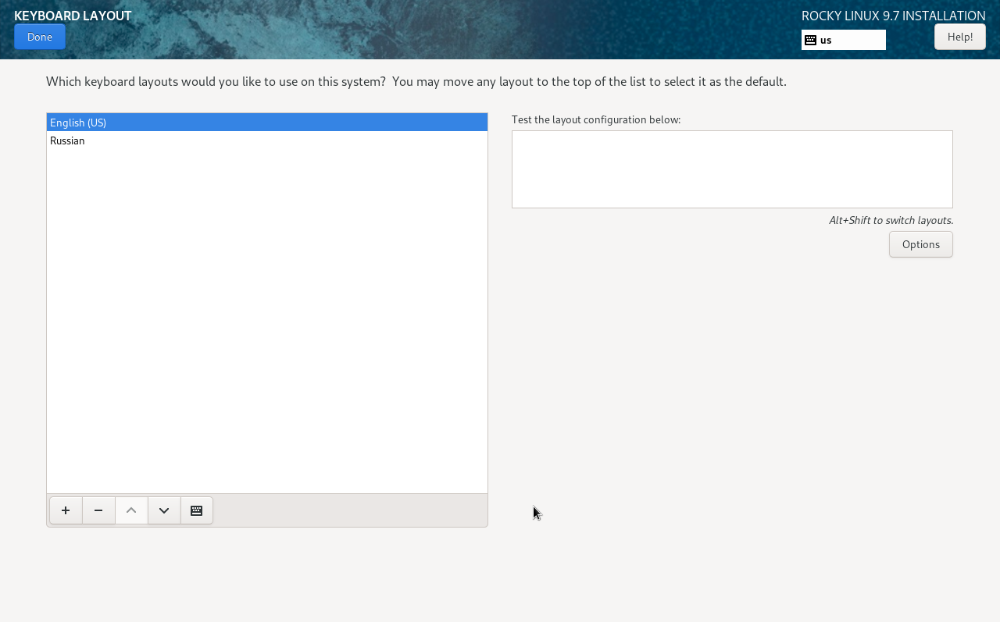 KEYBOARD LAYOUT
Done
ROCKY LINUX 9.7 INSTALLATION
us
Help!
Which keyboard layouts would you like to use on this system?  You may move any layout to the top of the list to select it as the default.
English (US)
Russian
Test the layout configuration below:
Alt+Shift to switch layouts.
Options